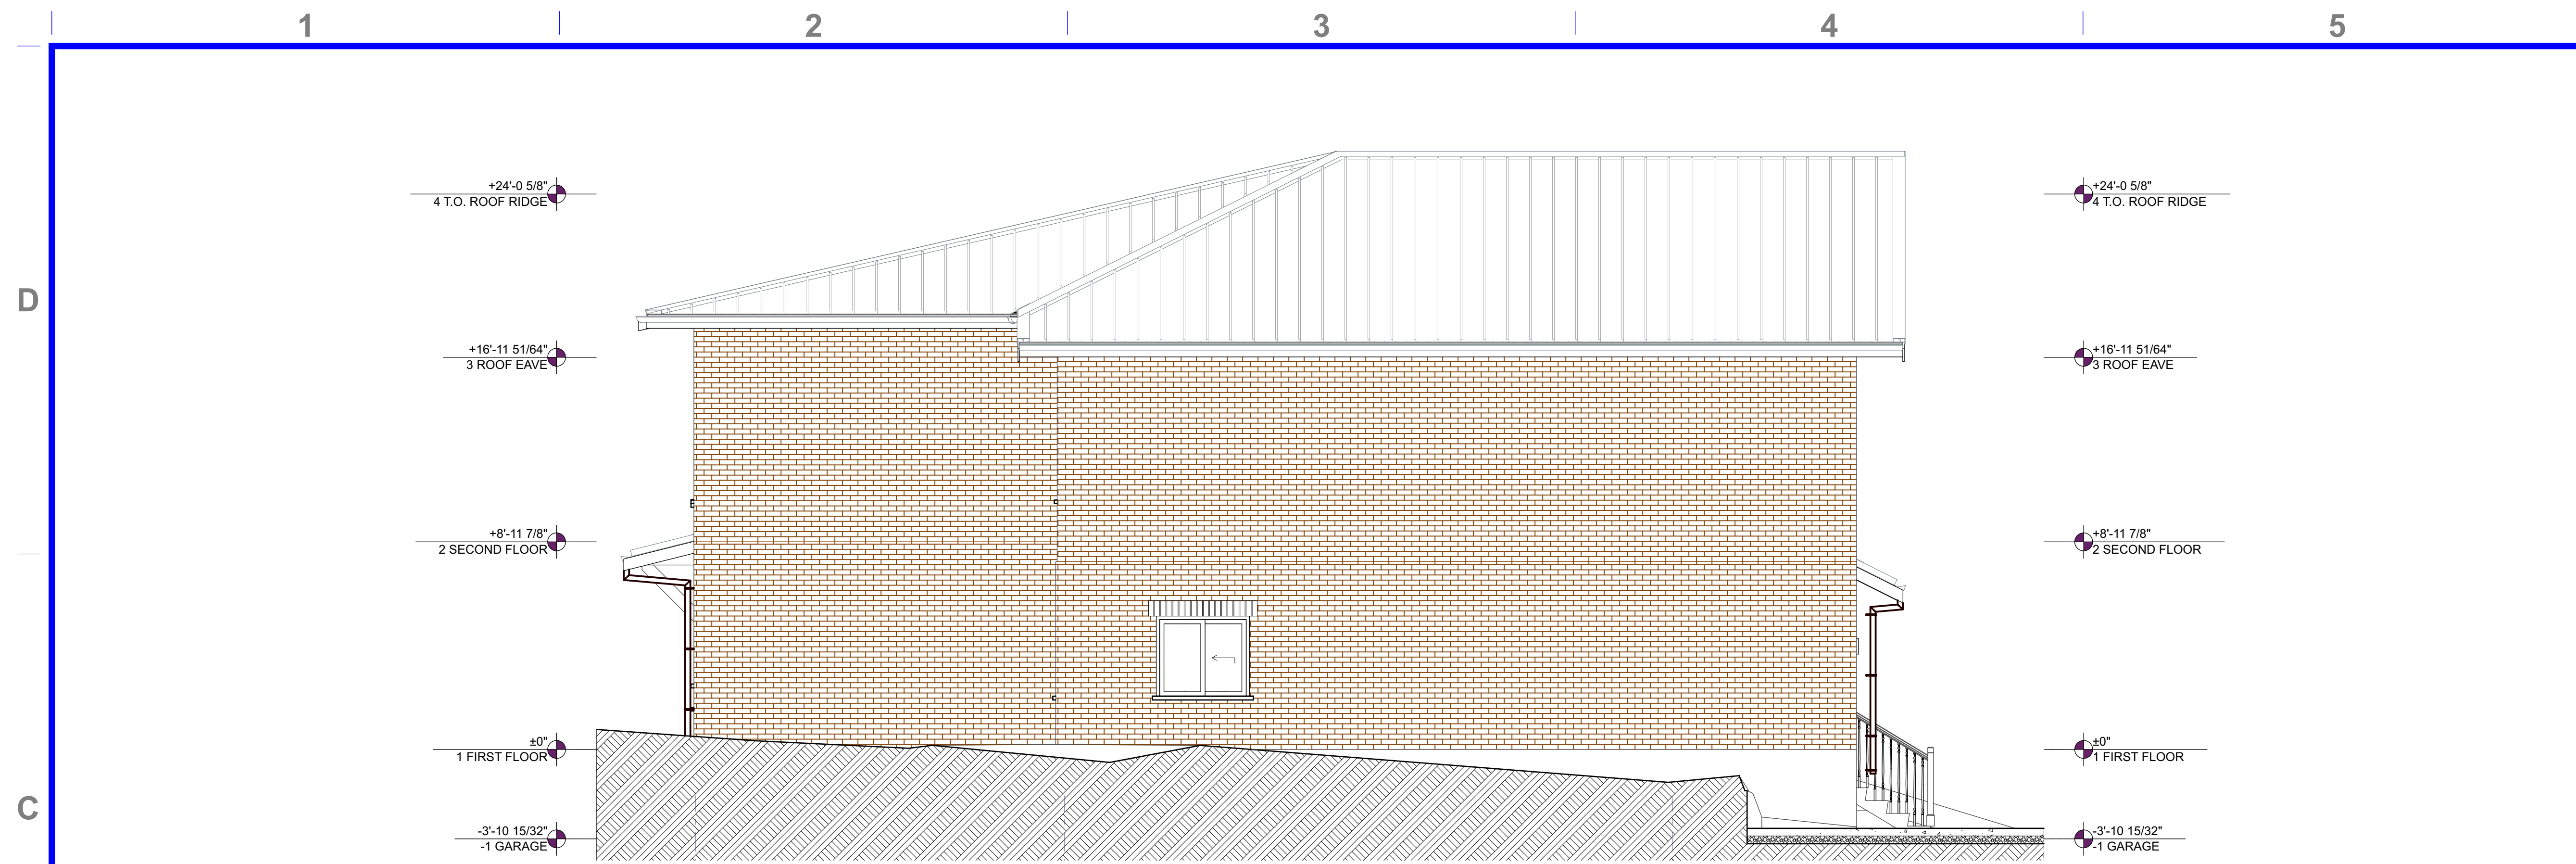 1 2 3 4 5
D
C
+24'-0 5/8"
4 T.O. ROOF RIDGE
+16'-11 51/64"
3 ROOF EAVE
+8'-11 7/8"
2 SECOND FLOOR
±0"
1 FIRST FLOOR
-3'-10 15/32"
-1 GARAGE
+24'-0 5/8"
4 T.O. ROOF RIDGE
+16'-11 51/64"
3 ROOF EAVE
+8'-11 7/8"
2 SECOND FLOOR
±0"
1 FIRST FLOOR
-3'-10 15/32"
-1 GARAGE